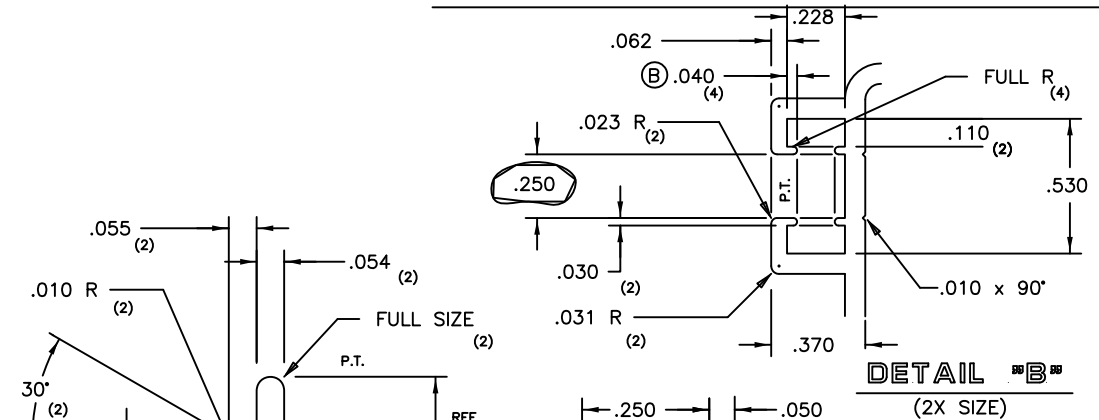 .228
.062
B .040
(4)
FULL R
(4)
.023 R
(2)
.110
(2)
.250
P.T.
.530
.055
(2)
.054
(2)
.030
(2)
.010 R
(2)
.010 x 90°
.031 R
(2)
FULL SIZE
(2)
.370
P.T.
30°
(2)
DETAIL "B"
(2X SIZE)
REF
.250
.050